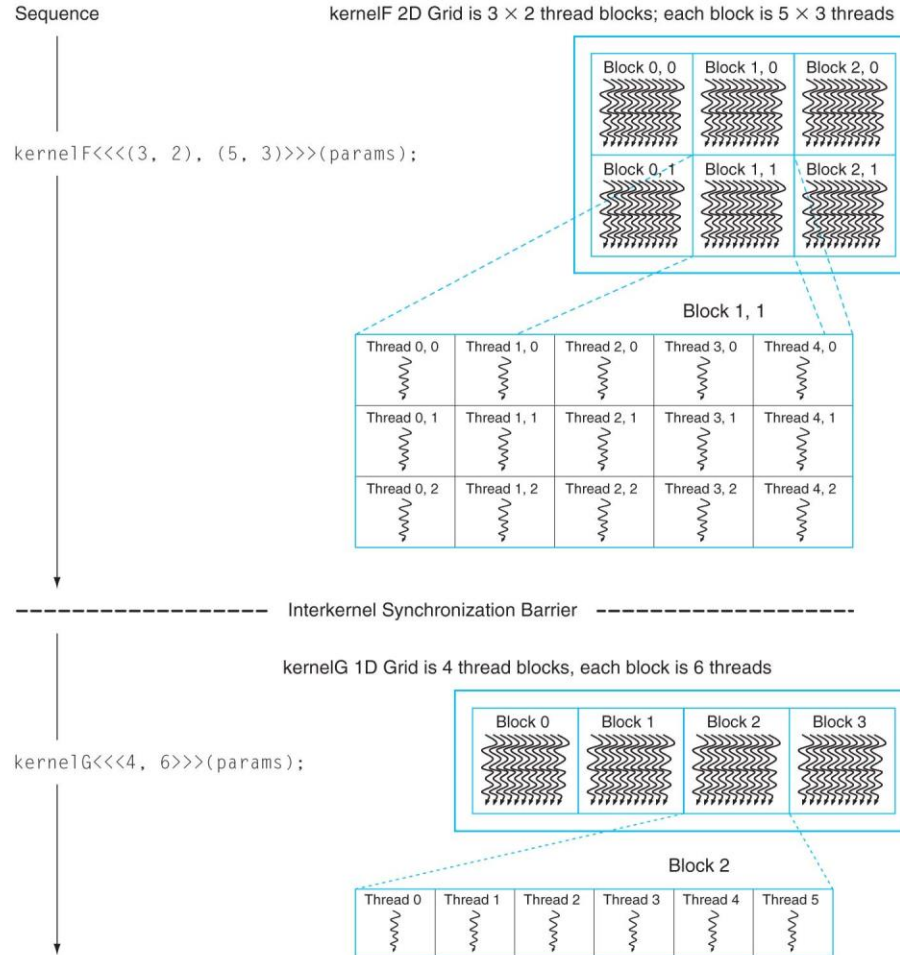 Sequence
kernelF 2D Grid is 3 × 2 thread blocks; each block is 5 × 3 threads
Block 0, 0 Block 1, 0 Block 2, 0
kernelF<<<(3, 2), (5, 3)>>>(params);
Block 0, 1 Block 1, 1 Block 2, 1
Block 1, 1
Thread 0, 0 Thread 1, 0 Thread 2, 0 Thread 3, 0 Thread 4, 0
Thread 0, 1 Thread 1, 1 Thread 2, 1 Thread 3, 1 Thread 4, 1
Thread 0, 2 Thread 1, 2 Thread 2, 2 Thread 3, 2 Thread 4, 2
Interkernel Synchronization Barrier
kernelG 1D Grid is 4 thread blocks, each block is 6 threads
Block 0 Block 1 Block 2 Block 3
kernelG<<<4, 6>>>(params);
Block 2
Thread 0 Thread 1 Thread 2 Thread 3 Thread 4 Thread 5